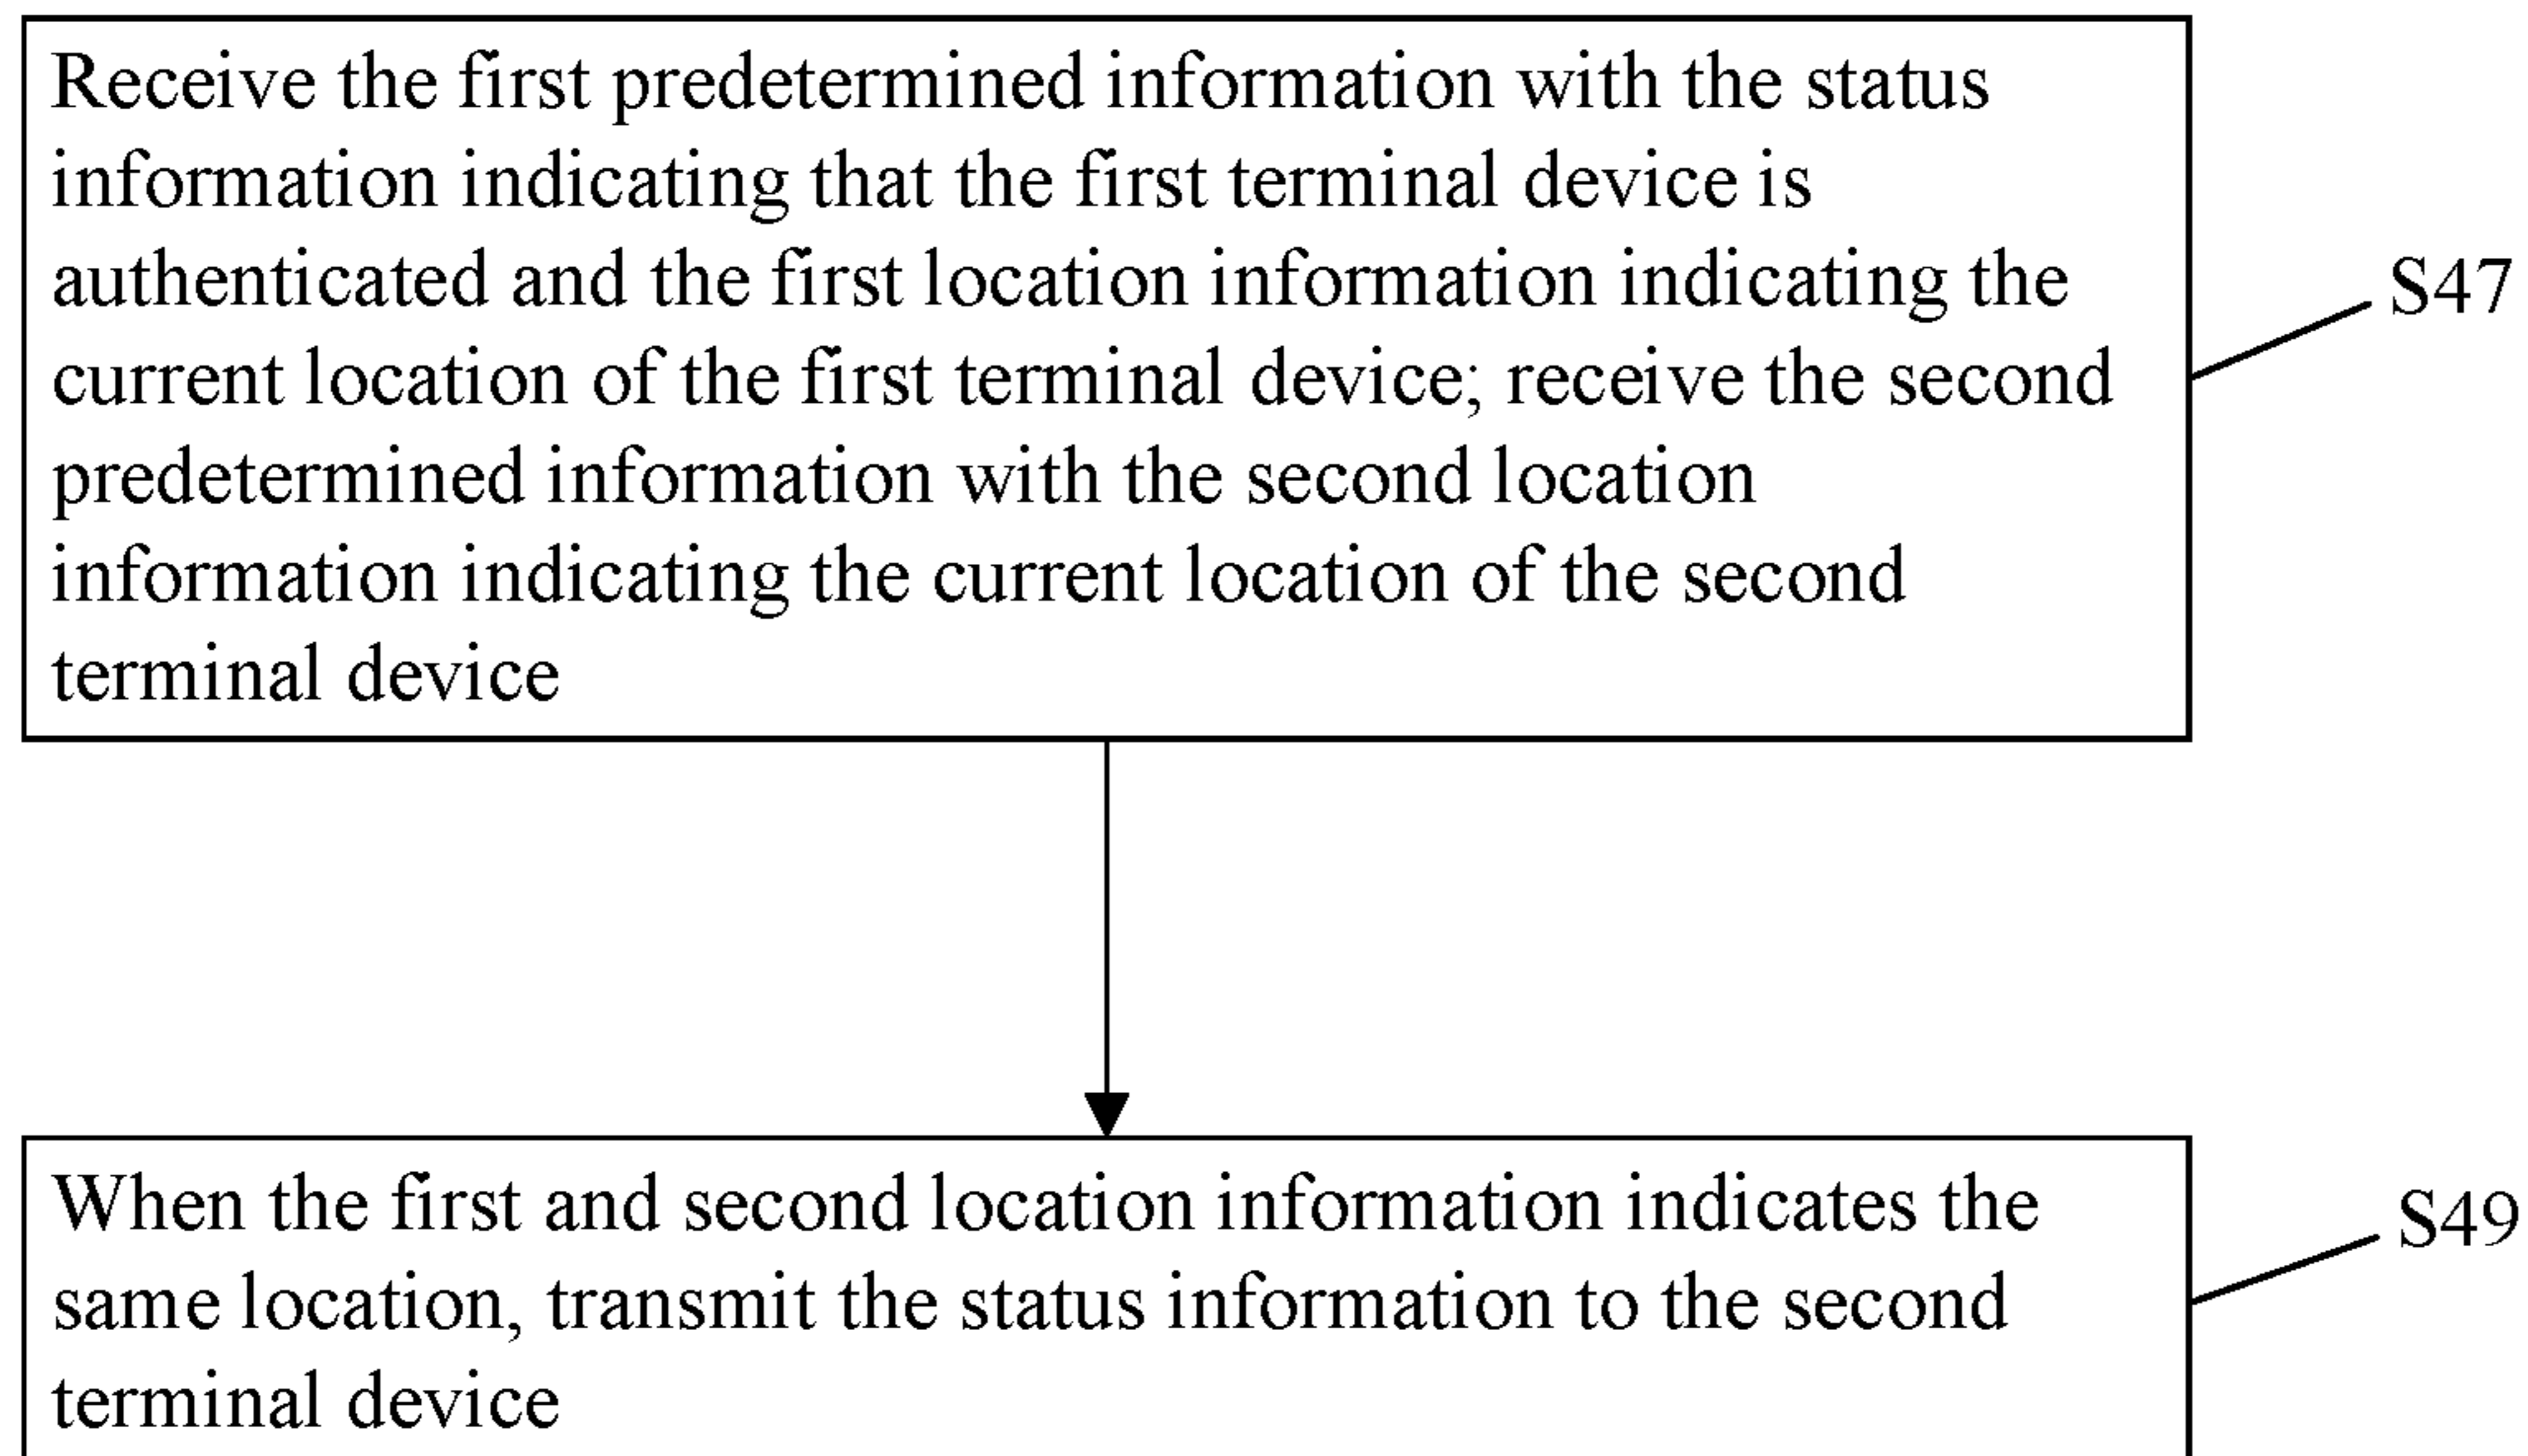 Receive the first predetermined information with the status
information indicating that the first terminal device is
authenticated and the first location information indicating the
current location of the first terminal device; receive the second
predetermined information with the second location
information indicating the current location of the second
terminal device
S47
When the first and second location information indicates the
same location, transmit the status information to the second
terminal device
S49